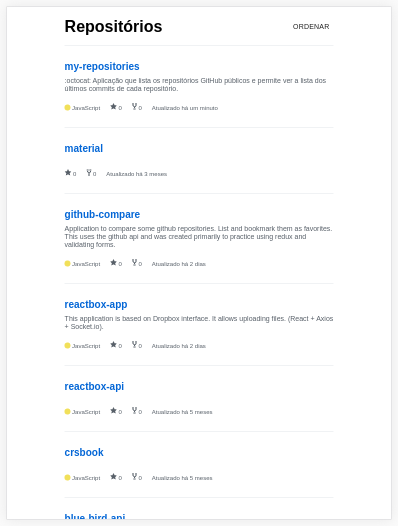 Repositórios
ORDENAR
my-repositories
:octocat: Aplicação que lista os repositórios GitHub públicos e permite ver a lista dos
últimos commits de cada repositório.
JavaScript 0 0 Atualizado há um minuto
material
0 0 Atualizado há 3 meses
github-compare
Application to compare some github repositories. List and bookmark them as favorites.
This uses the github api and was created primarily to practice using redux and
validating forms.
JavaScript 0 0 Atualizado há 2 dias
reactbox-app
This application is based on Dropbox interface. It allows uploading files. (React + Axios
+ Socket.io).
JavaScript 0 0 Atualizado há 2 dias
reactbox-api
JavaScript 0 0 Atualizado há 5 meses
crsbook
JavaScript 0 0 Atualizado há 5 meses
blue-bird-api